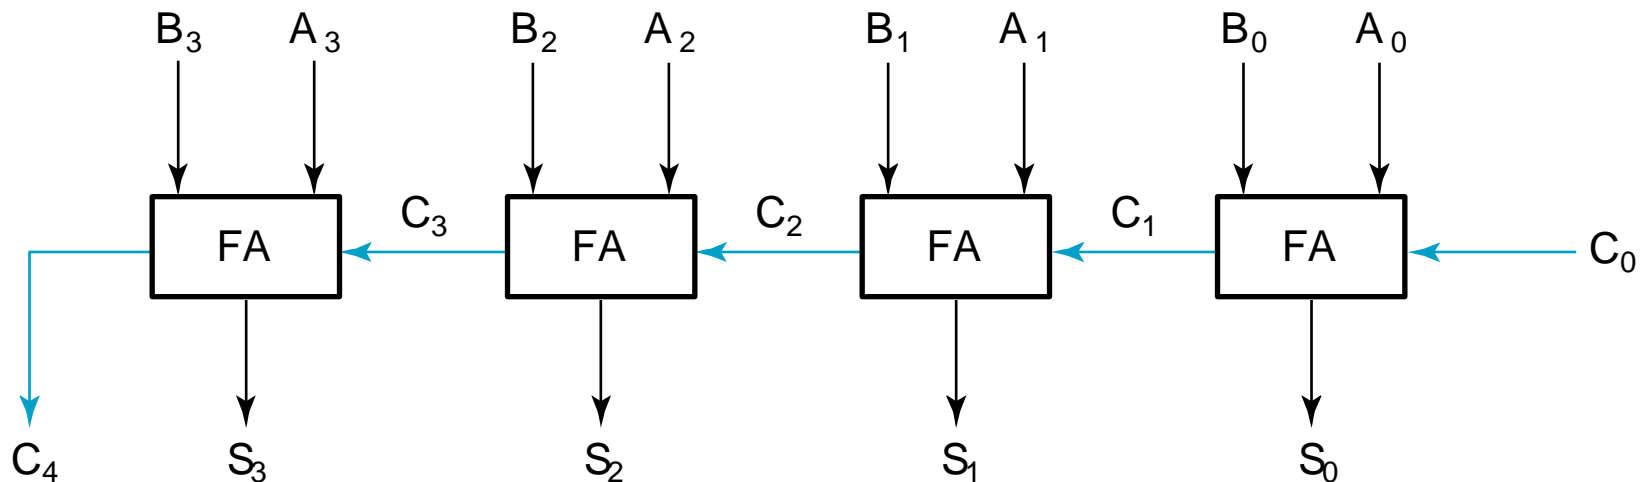 B₃ A₃ B₂ A₂ B₁ A₁ B₀ A₀
C₃ C₂ C₁
FA FA FA FA C₀
C₄ S₃ S₂ S₁ S₀